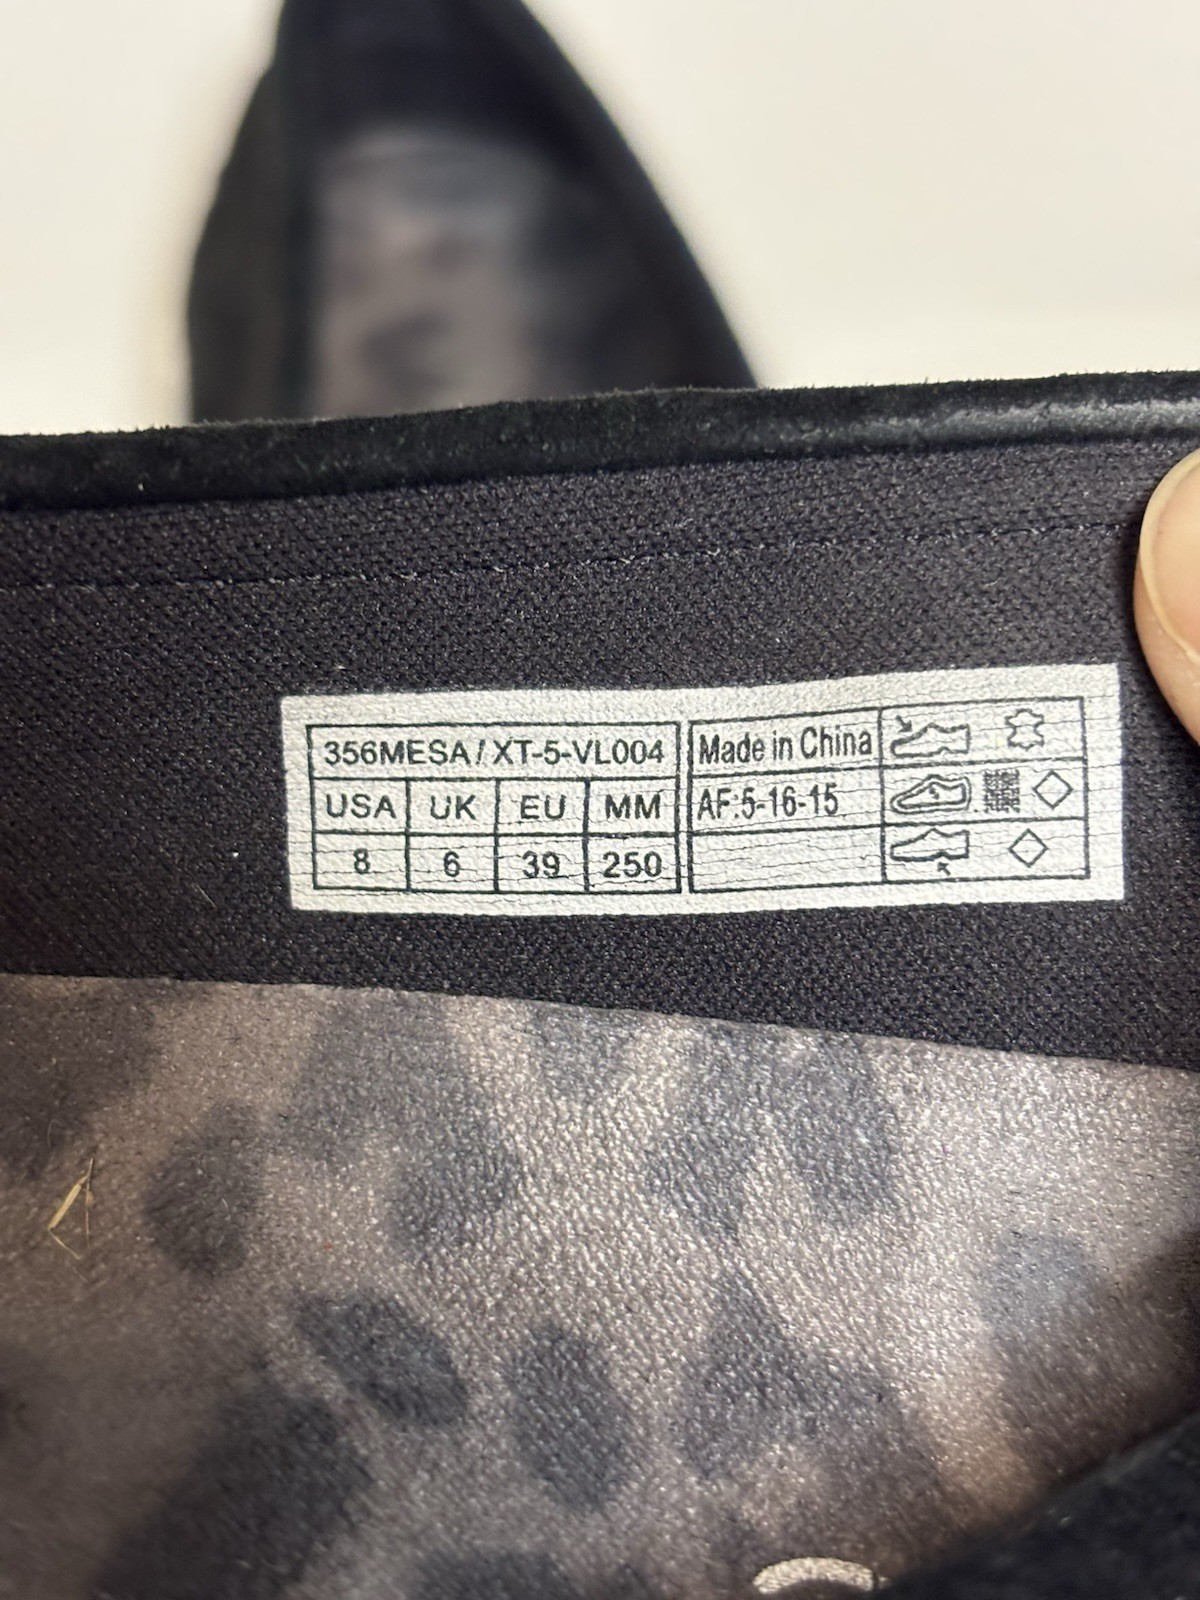 356MESA / XT-5-VL004
USA UK EU MM
8 6 39 250
Made in China
AF:5-16-15